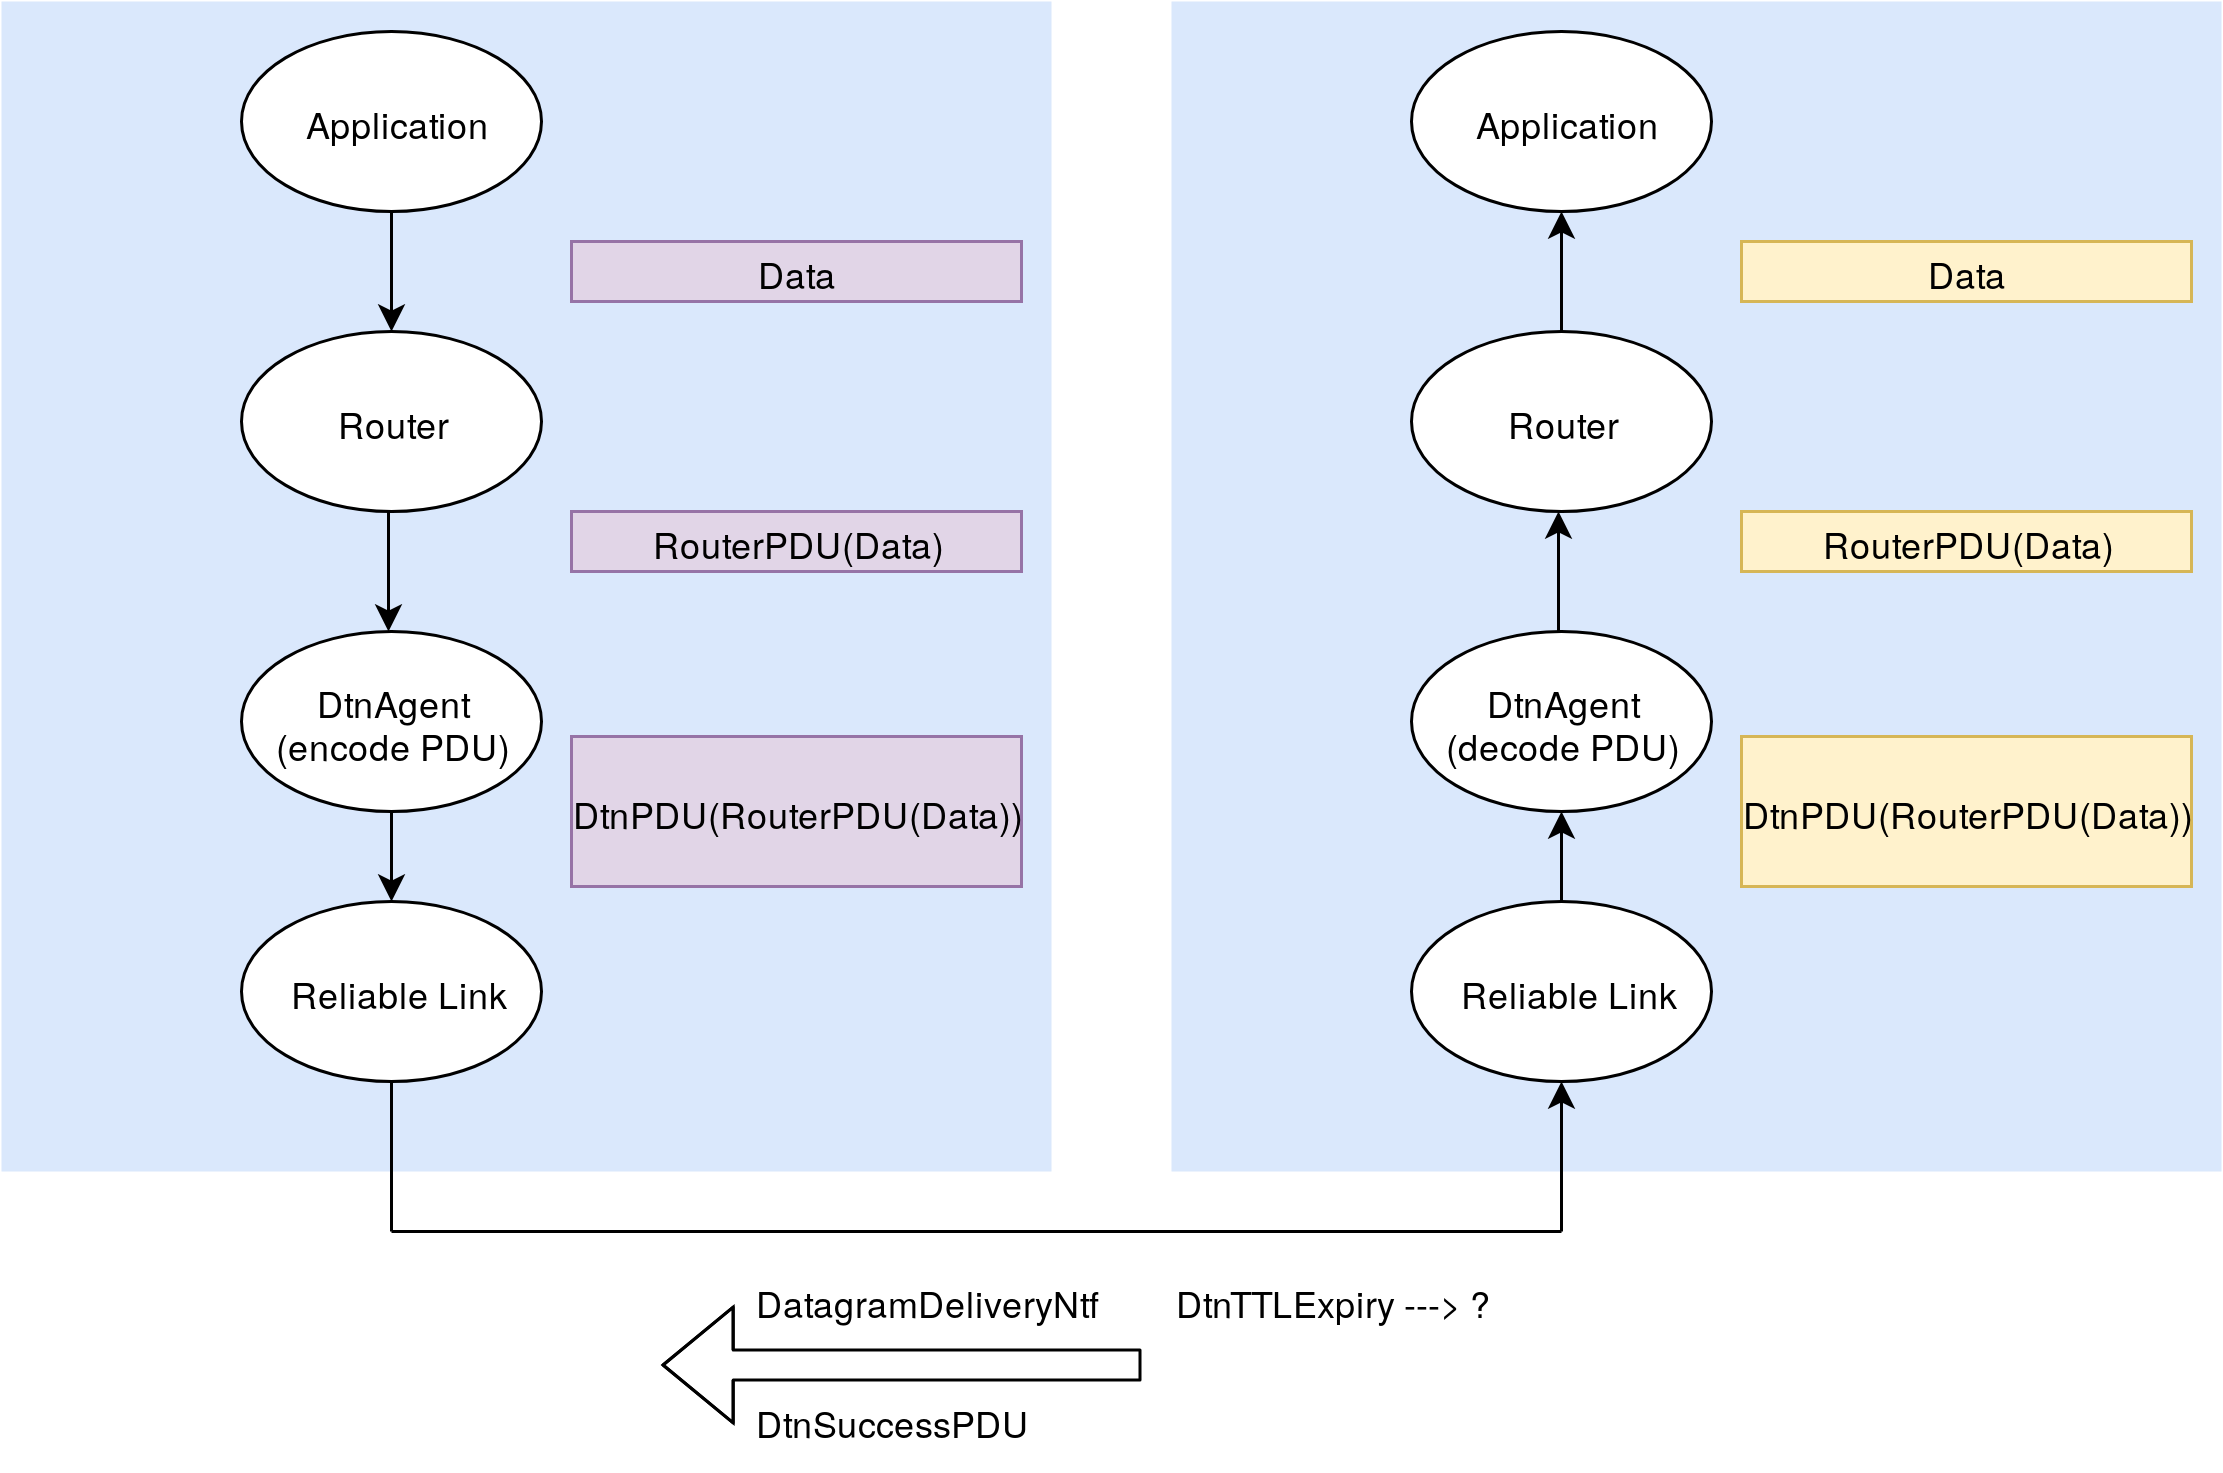 Application
Data
Router
RouterPDU(Data)
DtnAgent
(encode PDU)
DtnPDU(RouterPDU(Data))
Reliable Link
Application
Data
Router
RouterPDU(Data)
DtnAgent
(decode PDU)
DtnPDU(RouterPDU(Data))
Reliable Link
DatagramDeliveryNtf
DtnTTLExpiry ---> ?
DtnSuccessPDU